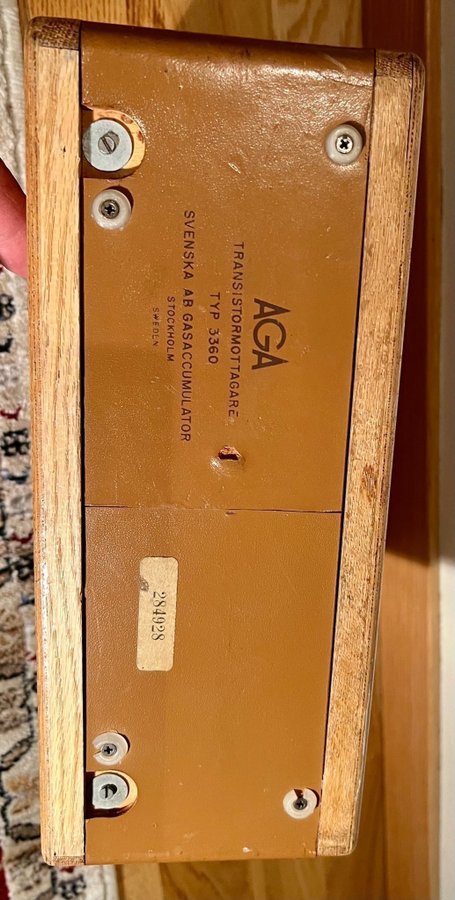 AGA
TRANSISTORMOTTAGARE
TYP 3360
SVENSKA AB GASACCUMULATOR
STOCKHOLM
SWEDEN
284928